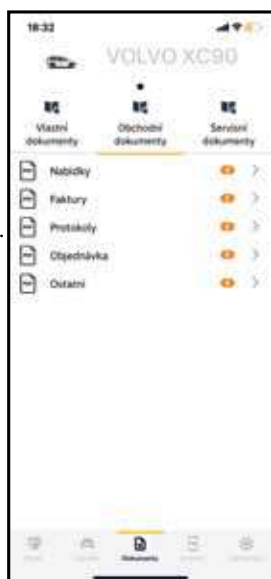 18:32
VOLVO XC90
Vlastní dokumenty
Obchodní dokumenty
Servisní dokumenty
Nabídky
Faktury
Protokoly
Objednávka
Ostatní
Dokumenty